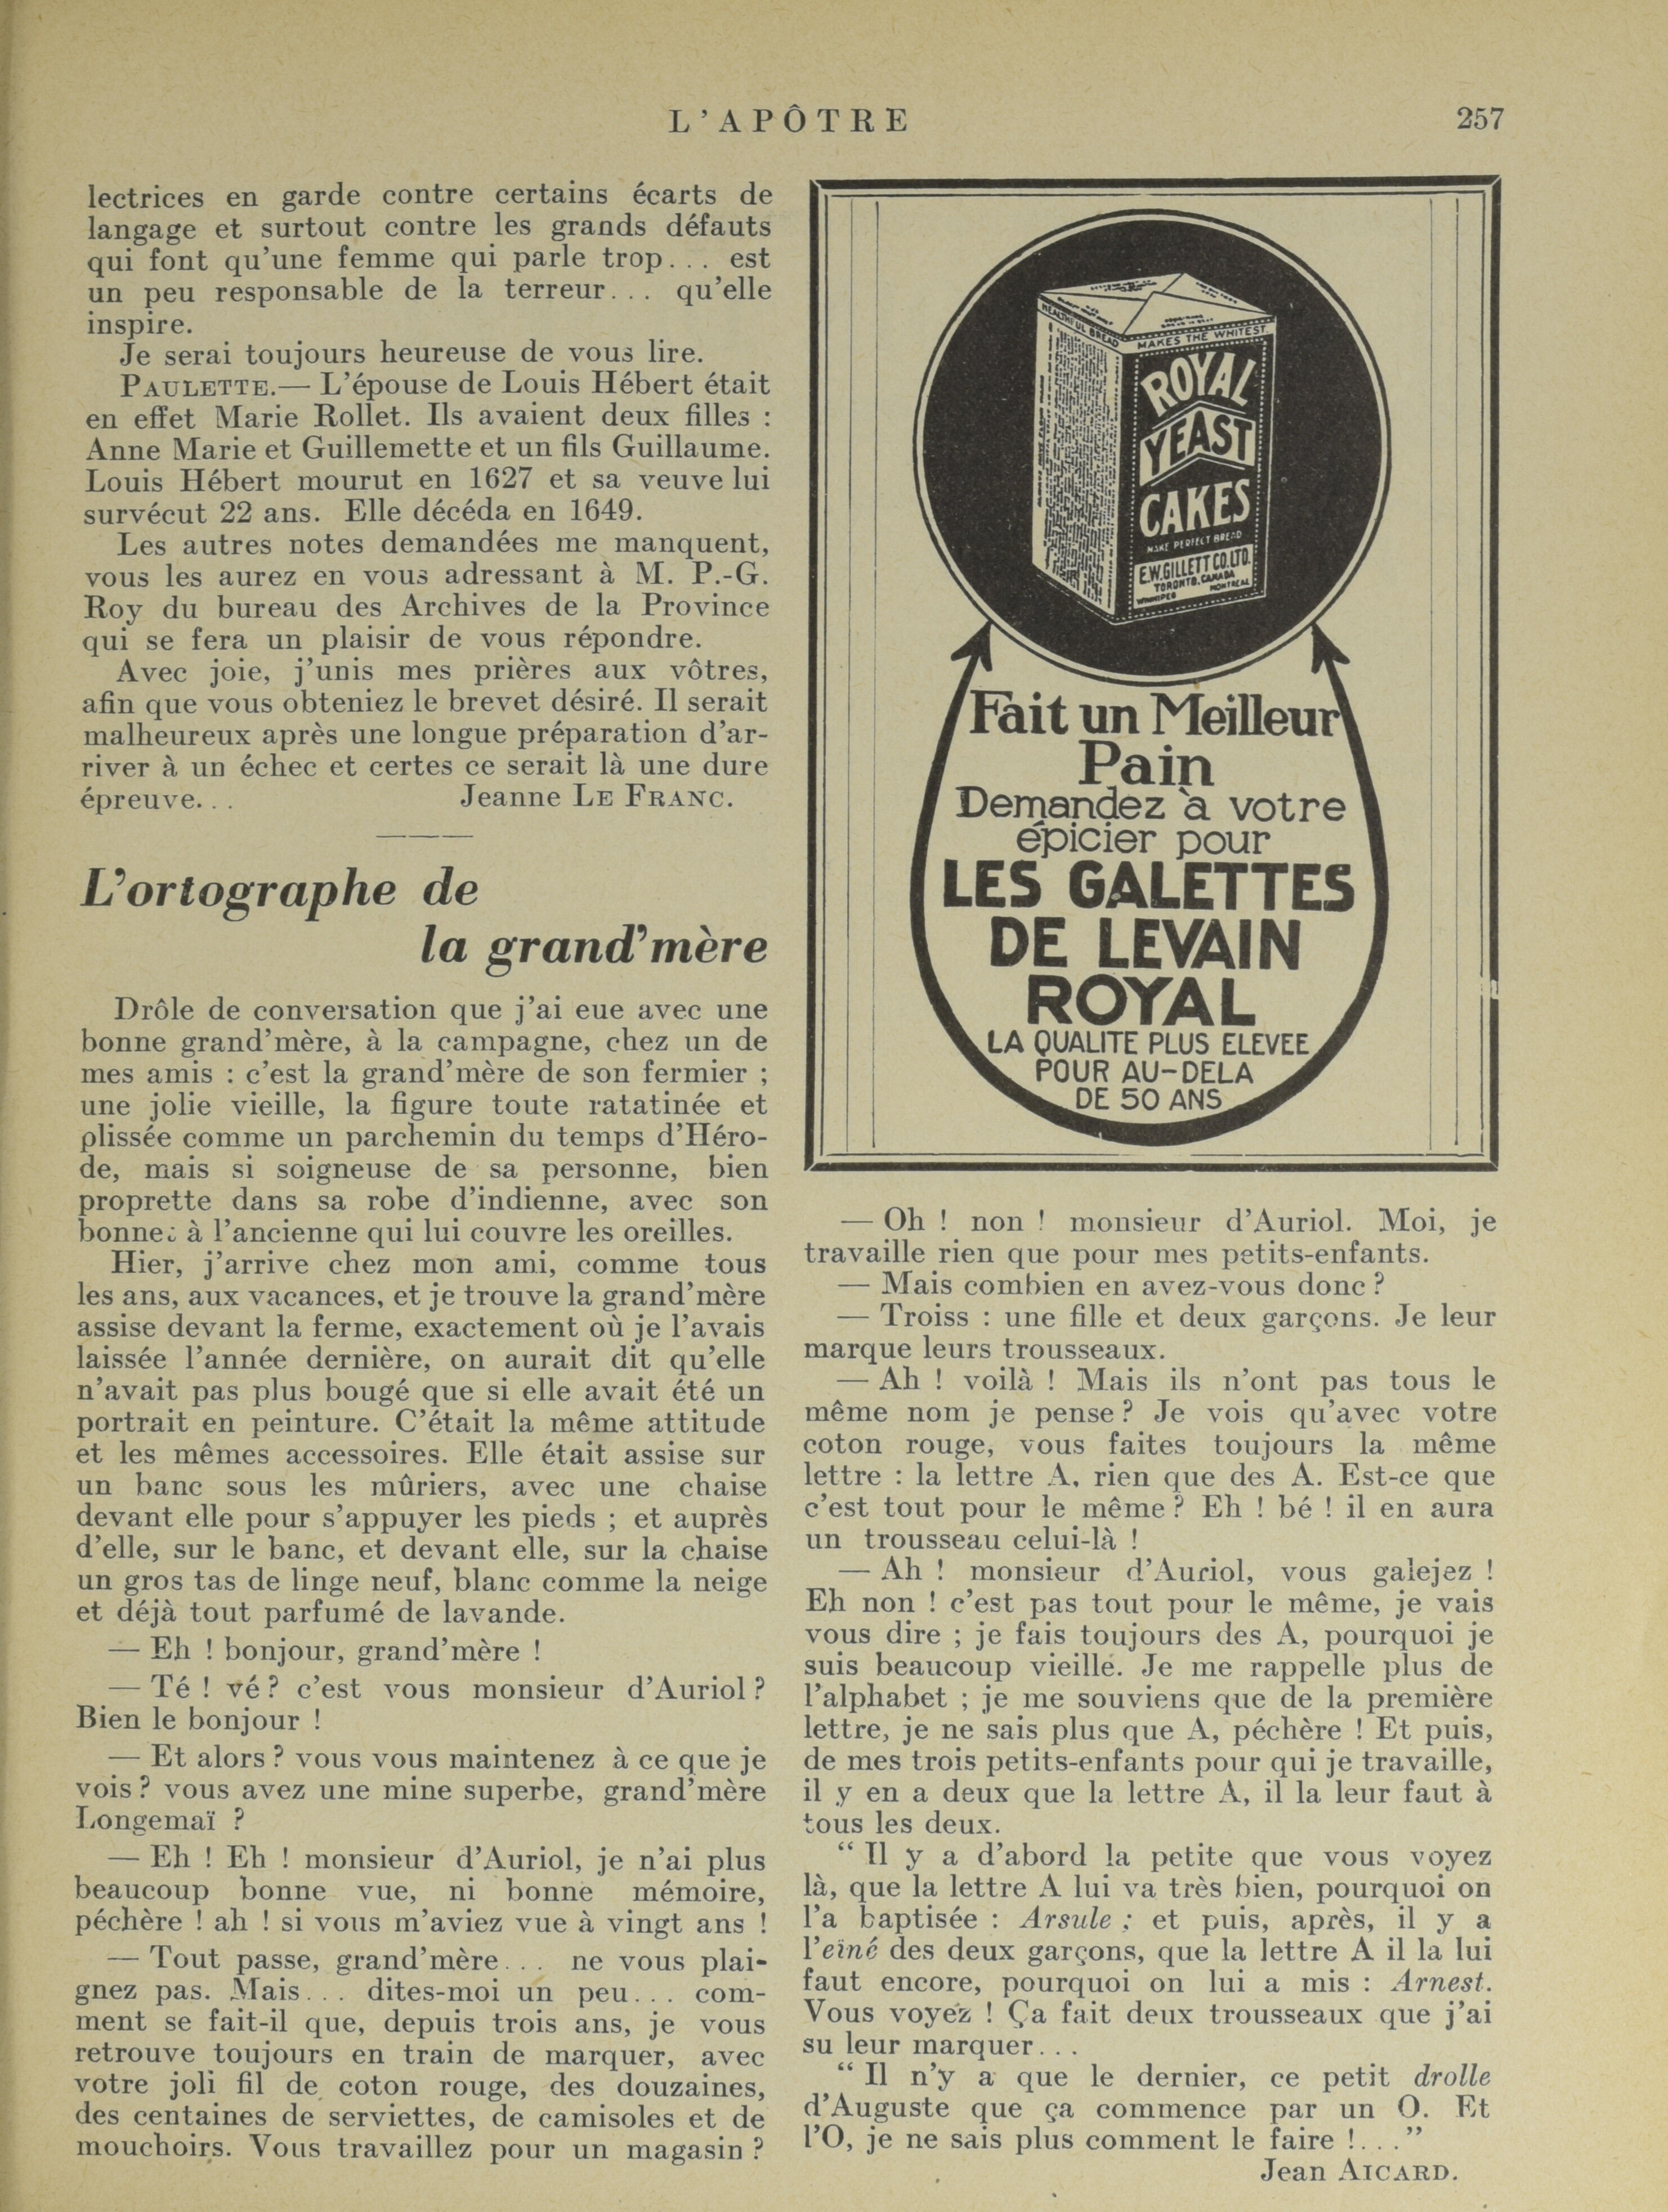 L'APÔTRE
257
lectrices en garde contre certains écarts de
langage et surtout contre les grands défauts
qui font qu'une femme qui parle trop... est
un peu responsable de la terreur... qu'elle
inspire.
Je serai toujours heureuse de vous lire.
PAULETTE.— L'épouse de Louis Hébert était
en effet Marie Rollet. Ils avaient deux filles :
Anne Marie et Guillemette et un fils Guillaume.
Louis Hébert mourut en 1627 et sa veuve lui
survécut 22 ans. Elle décéda en 1649.
Les autres notes demandées me manquent,
vous les aurez en vous adressant à M. P.-G.
Roy du bureau des Archives de la Province
qui se fera un plaisir de vous répondre.
Avec joie, j'unis mes prières aux vôtres,
afin que vous obteniez le brevet désiré. Il serait
malheureux après une longue préparation d'ar-
river à un échec et certes ce serait là une dure
épreuve... Jeanne LE FRANC.
L'ortographe de
la grand'mère
Drôle de conversation que j'ai eue avec une
bonne grand'mère, à la campagne, chez un de
mes amis : c'est la grand'mère de son fermier ;
une jolie vieille, la figure toute ratatinée et
plissée comme un parchemin du temps d'Héro-
de, mais si soigneuse de sa personne, bien
proprette dans sa robe d'indienne, avec son
bonnet à l'ancienne qui lui couvre les oreilles.
Hier, j'arrive chez mon ami, comme tous
les ans, aux vacances, et je trouve la grand'mère
assise devant la ferme, exactement où je l'avais
laissée l'année dernière, on aurait dit qu'elle
n'avait pas plus bougé que si elle avait été un
portrait en peinture. C'était la même attitude
et les mêmes accessoires. Elle était assise sur
un banc sous les mûriers, avec une chaise
devant elle pour s'appuyer les pieds ; et auprès
d'elle, sur le banc, et devant elle, sur la chaise
un gros tas de linge neuf, blanc comme la neige
et déjà tout parfumé de lavande.
— Eh ! bonjour, grand'mère !
— Té ! vé ? c'est vous monsieur d'Auriol ?
Bien le bonjour !
— Et alors ? vous vous maintenez à ce que je
vois ? vous avez une mine superbe, grand'mère
Longemaï ?
— Eh ! Eh ! monsieur d'Auriol, je n'ai plus
beaucoup bonne vue, ni bonne mémoire,
péchère ! ah ! si vous m'aviez vue à vingt ans !
— Tout passe, grand'mère... ne vous plai-
gnez pas. Mais... dites-moi un peu... com-
ment se fait-il que, depuis trois ans, je vous
retrouve toujours en train de marquer, avec
votre joli fil de coton rouge, des douzaines,
des centaines de serviettes, de camisoles et de
mouchoirs. Vous travaillez pour un magasin ?
HEALTHFUL BREAD
MAKES THE WHITEST
ROYAL
YEAST
CAKES
MAKE PERFECT BREAD
E.W. GILLETT CO. LTD.
TORONTO, CANADA
WINNIPEG MONTREAL
Fait un Meilleur
Pain
Demandez à votre
épicier pour
LES GALETTES
DE LEVAIN
ROYAL
LA QUALITE PLUS ELEVEE
POUR AU-DELA
DE 50 ANS
— Oh ! non ! monsieur d'Auriol. Moi, je
travaille rien que pour mes petits-enfants.
— Mais combien en avez-vous donc ?
— Troiss : une fille et deux garçons. Je leur
marque leurs trousseaux.
— Ah ! voilà ! Mais ils n'ont pas tous le
même nom je pense ? Je vois qu'avec votre
coton rouge, vous faites toujours la même
lettre : la lettre A, rien que des A. Est-ce que
c'est tout pour le même ? Eh ! bé ! il en aura
un trousseau celui-là !
— Ah ! monsieur d'Auriol, vous galejez !
Eh non ! c'est pas tout pour le même, je vais
vous dire ; je fais toujours des A, pourquoi je
suis beaucoup vieille. Je me rappelle plus de
l'alphabet ; je me souviens que de la première
lettre, je ne sais plus que A, péchère ! Et puis,
de mes trois petits-enfants pour qui je travaille,
il y en a deux que la lettre A, il la leur faut à
tous les deux.
“ Il y a d'abord la petite que vous voyez
là, que la lettre A lui va très bien, pourquoi on
l'a baptisée : Arsule ; et puis, après, il y a
l'eîné des deux garçons, que la lettre A il la lui
faut encore, pourquoi on lui a mis : Arnest.
Vous voyez ! Ça fait deux trousseaux que j'ai
su leur marquer...
“ Il n'y a que le dernier, ce petit drolle
d'Auguste que ça commence par un O. Et
l'O, je ne sais plus comment le faire !...”
Jean AICARD.